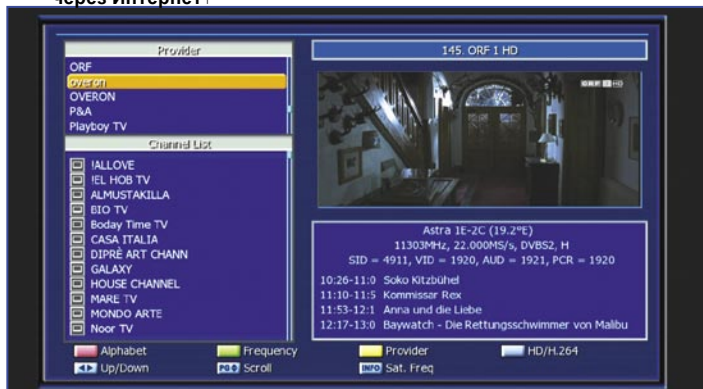 через Интернет
Provider
ORF
overon
OVERON
P&A
Playboy TV
Channel List
!ALLOVE
!EL HOB TV
ALMUSTAKILLA
BIO TV
Boday Time TV
CASA ITALIA
DIPRÈ ART CHANN
GALAXY
HOUSE CHANNEL
MARE TV
MONDO ARTE
Noor TV
145. ORF 1 HD
ORF 1 HD
Astra 1E-2C (19.2°E)
11303MHz, 22.000MS/s, DVBS2, H
SID = 4911, VID = 1920, AUD = 1921, PCR = 1920
10:26-11:0 Soko Kitzbühel
11:10-11:5 Kommissar Rex
11:53-12:1 Anna und die Liebe
12:17-13:0 Baywatch - Die Rettungsschwimmer von Malibu
Alphabet Frequency Provider HD/H.264
Up/Down PG Scroll INFO Sat. Freq